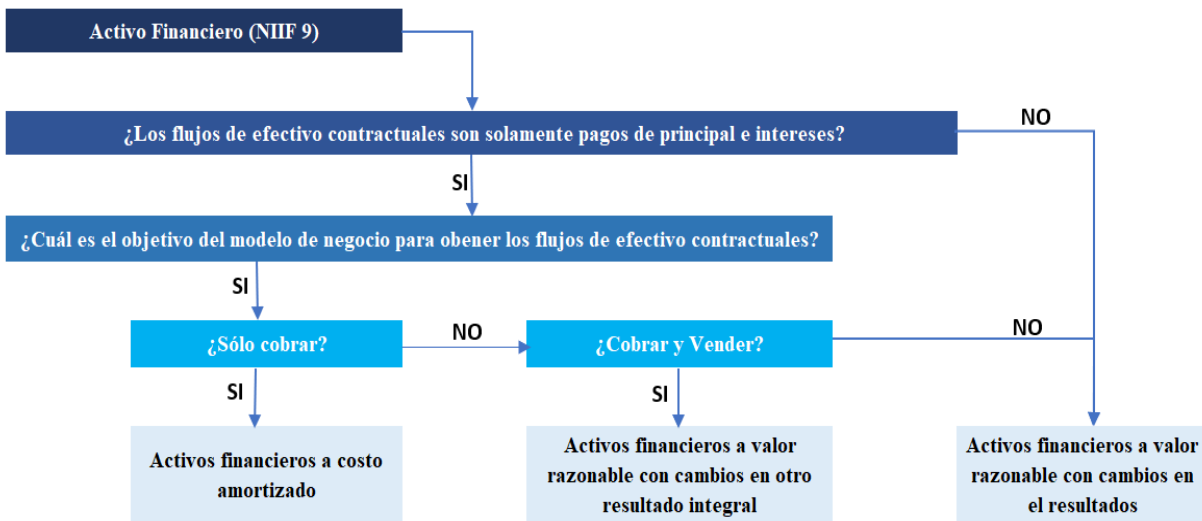 Activo Financiero (NIIF 9)
¿Los flujos de efectivo contractuales son solamente pagos de principal e intereses?
NO
SI
¿Cuál es el objetivo del modelo de negocio para obener los flujos de efectivo contractuales?
SI
¿Sólo cobrar?
NO
¿Cobrar y Vender?
NO
SI
SI
Activos financieros a costo
amortizado
Activos financieros a valor
razonable con cambios en otro
resultado integral
Activos financieros a valor
razonable con cambios en
el resultados